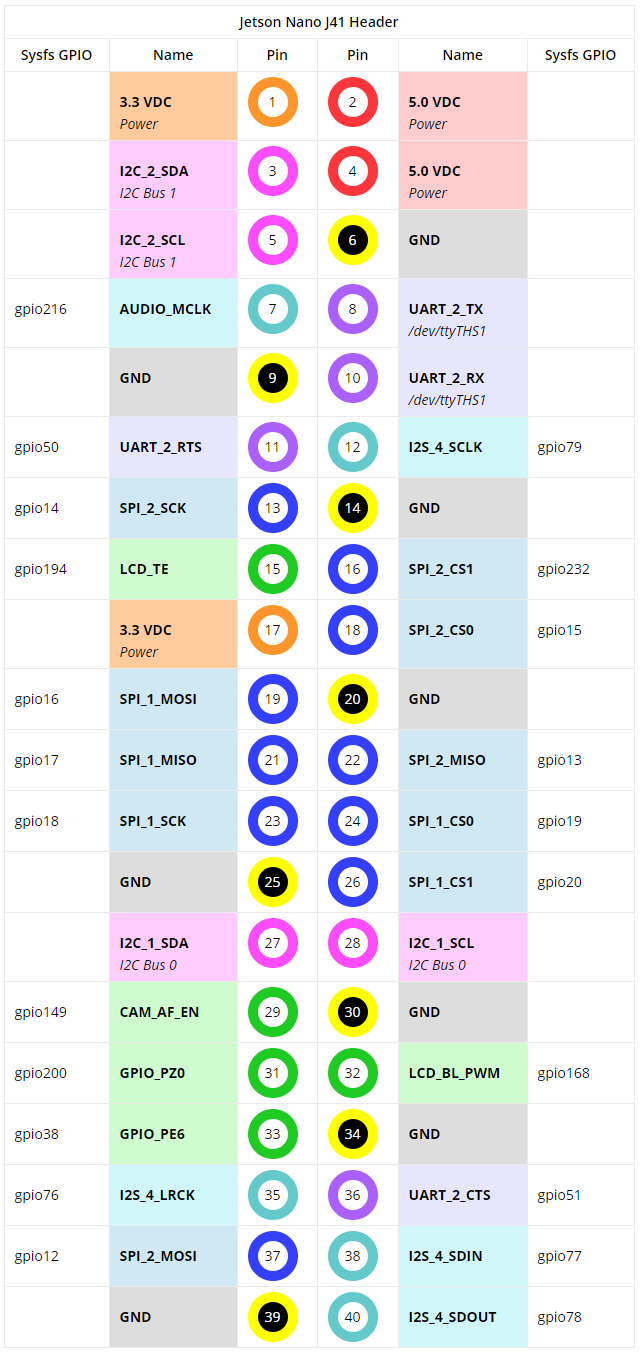 Jetson Nano J41 Header
Sysfs GPIO Name Pin Pin Name Sysfs GPIO
3.3 VDC 1 2 5.0 VDC
Power Power
I2C_2_SDA 3 4 5.0 VDC
I2C Bus 1 Power
I2C_2_SCL 5 6 GND
I2C Bus 1
gpio216 AUDIO_MCLK 7 8 UART_2_TX
/dev/ttyTHS1
GND 9 10 UART_2_RX
/dev/ttyTHS1
gpio50 UART_2_RTS 11 12 I2S_4_SCLK gpio79
gpio14 SPI_2_SCK 13 14 GND
gpio194 LCD_TE 15 16 SPI_2_CS1 gpio232
3.3 VDC 17 18 SPI_2_CS0 gpio15
Power
gpio16 SPI_1_MOSI 19 20 GND
gpio17 SPI_1_MISO 21 22 SPI_2_MISO gpio13
gpio18 SPI_1_SCK 23 24 SPI_1_CS0 gpio19
GND 25 26 SPI_1_CS1 gpio20
I2C_1_SDA 27 28 I2C_1_SCL
I2C Bus 0 I2C Bus 0
gpio149 CAM_AF_EN 29 30 GND
gpio200 GPIO_PZ0 31 32 LCD_BL_PWM gpio168
gpio38 GPIO_PE6 33 34 GND
gpio76 I2S_4_LRCK 35 36 UART_2_CTS gpio51
gpio12 SPI_2_MOSI 37 38 I2S_4_SDIN gpio77
GND 39 40 I2S_4_SDOUT gpio78